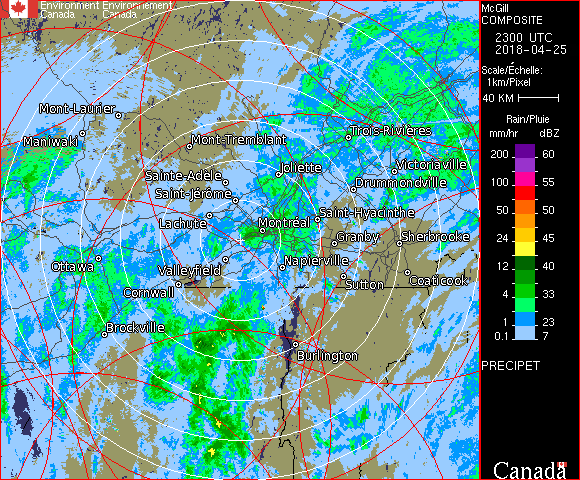 Environment Environnement
Canada Canada
McGill
COMPOSITE
2300 UTC
2018-04-25
Scale/Échelle:
1km/Pixel
40 KM
Rain/Pluie
mm/hr dBZ
200 60
100 55
50 50
24 45
12 40
4 33
1 23
0.1 7
PRECIPET
Canada
Mont-Laurier
Maniwaki
Mont-Tremblant
Trois-Rivières
Joliette
Victoriaville
Sainte-Adèle
Drummondville
Saint-Jérôme
Saint-Hyacinthe
Lachute
Montréal
Granby
Sherbrooke
Ottawa
Valleyfield
Napierville
Cornwall
Sutton
Coaticook
Brockville
Burlington